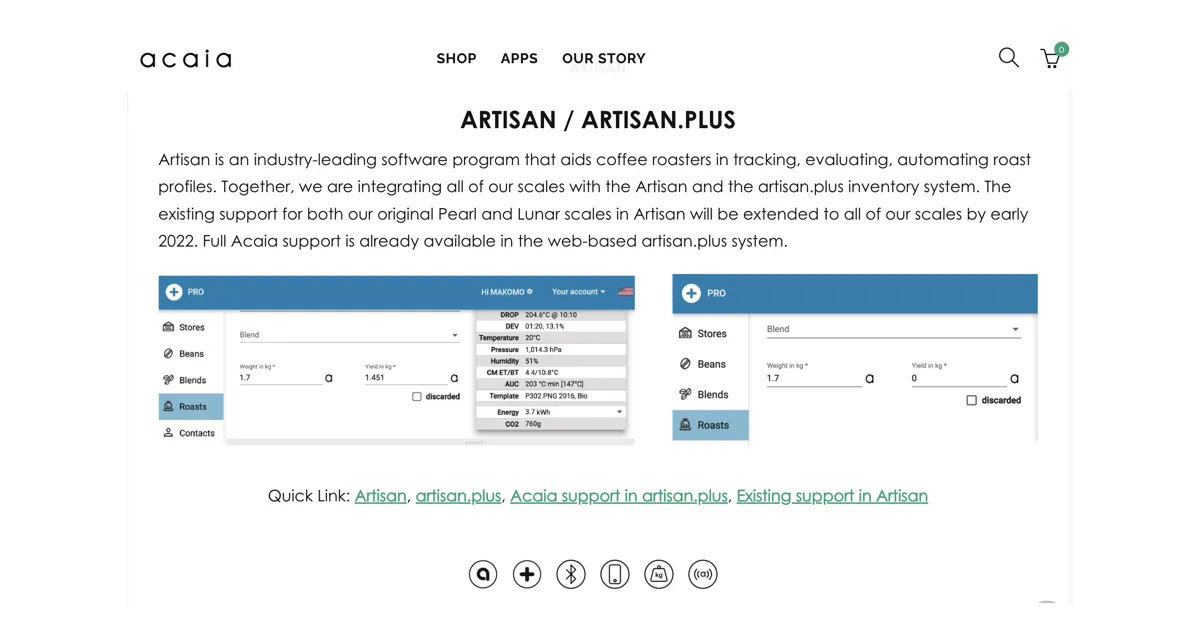 acaia
SHOP APPS OUR STORY
0
ARTISAN / ARTISAN.PLUS
Artisan is an industry-leading software program that aids coffee roasters in tracking, evaluating, automating roast
profiles. Together, we are integrating all of our scales with the Artisan and the artisan.plus inventory system. The
existing support for both our original Pearl and Lunar scales in Artisan will be extended to all of our scales by early
2022. Full Acaia support is already available in the web-based artisan.plus system.
PRO
Hi MAKOMO
Your account
Stores
Beans
Blends
Roasts
Contacts
Blend
Weight in kg *
1.7
a
Yield in kg *
1.451
a
discarded
DROP 204.6°C @ 10:10
DEV 01:20, 13.1%
Temperature 20°C
Pressure 1,014.3 hPa
Humidity 51%
CM ET/BT 4.4/10.8°C
AUC 203 °C min [147°C]
Template P302 PNG 2016, Bio
Energy 3.7 kWh
CO2 760g
PRO
Stores
Beans
Blends
Roasts
Blend
Weight in kg *
1.7
a
Yield in kg *
0
a
discarded
Quick Link: Artisan, artisan.plus, Acaia support in artisan.plus, Existing support in Artisan
a
kg
((a))